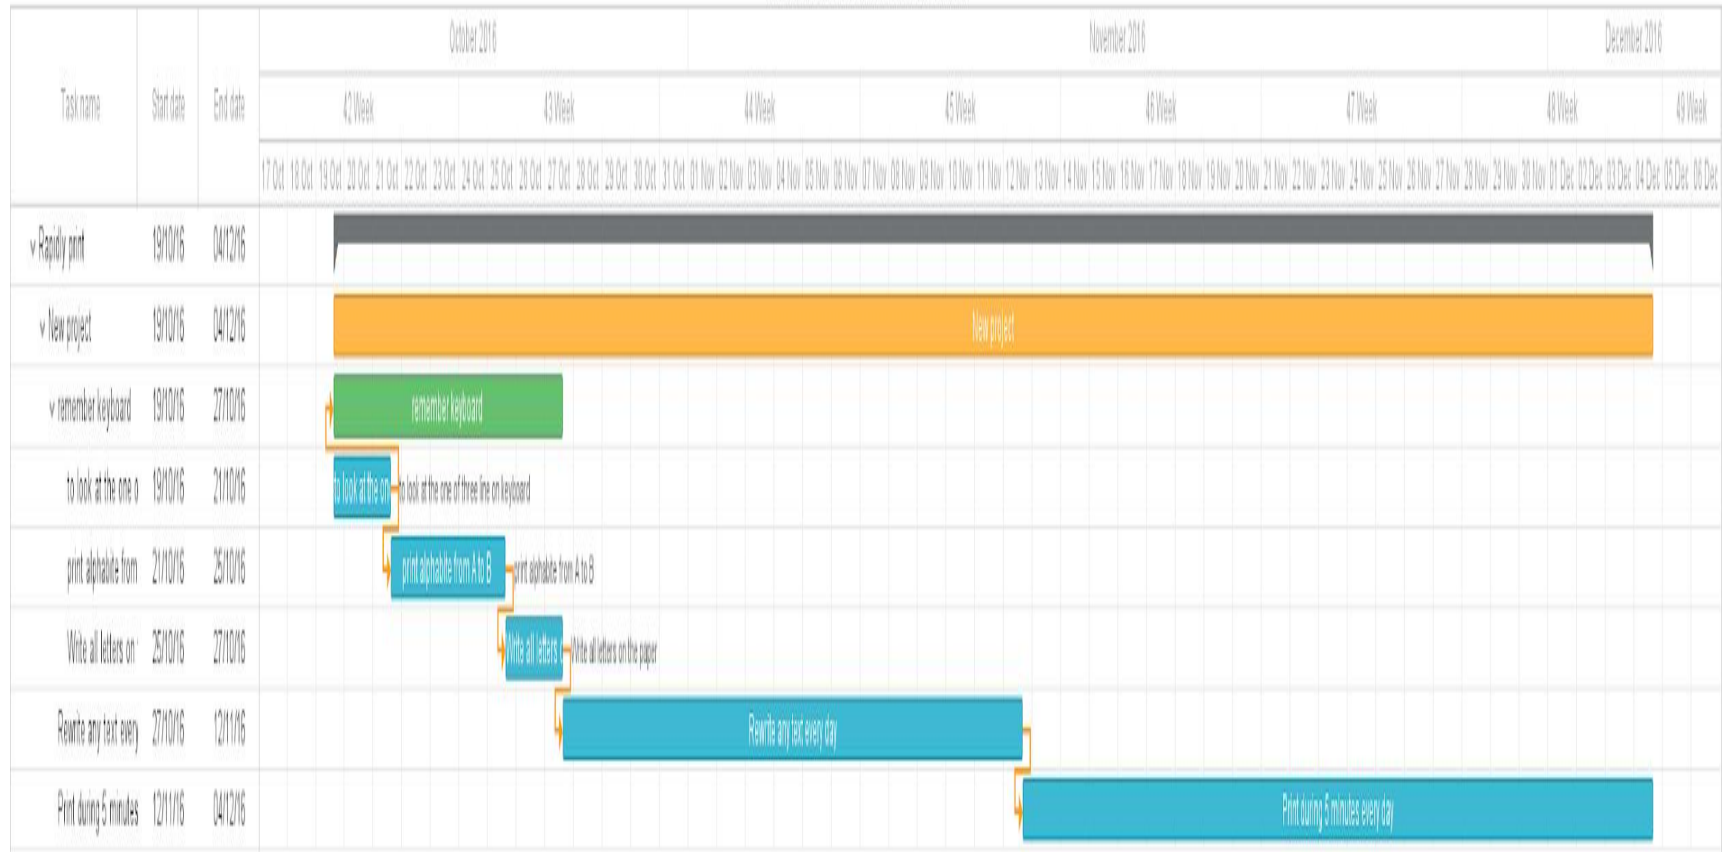 October 2016 November 2016 December 2016
Task name Start date End date 42 Week 43 Week 44 Week 45 Week 46 Week 47 Week 48 Week 49 Week
17 Oct 18 Oct 19 Oct 20 Oct 21 Oct 22 Oct 23 Oct 24 Oct 25 Oct 26 Oct 27 Oct 28 Oct 29 Oct 30 Oct 31 Oct 01 Nov 02 Nov 03 Nov 04 Nov 05 Nov 06 Nov 07 Nov 08 Nov 09 Nov 10 Nov 11 Nov 12 Nov 13 Nov 14 Nov 15 Nov 16 Nov 17 Nov 18 Nov 19 Nov 20 Nov 21 Nov 22 Nov 23 Nov 24 Nov 25 Nov 26 Nov 27 Nov 28 Nov 29 Nov 30 Nov 01 Dec 02 Dec 03 Dec 04 Dec 05 Dec 06 Dec
Rapidly print 19/10/16 04/12/16
New project 19/10/16 04/12/16 New project
remember keyboard 19/10/16 27/10/16 remember keyboard
to look at the one o 19/10/16 21/10/16 to look at the on to look at the one of three line on keyboard
print alphabite from 21/10/16 25/10/16 print alphabite from A to B print alphabite from A to B
Write all letters on 25/10/16 27/10/16 Write all letters Write all letters on the paper
Rewrite any text every 27/10/16 12/11/16 Rewrite any text every day
Print during 5 minutes 12/11/16 04/12/16 Print during 5 minutes every day